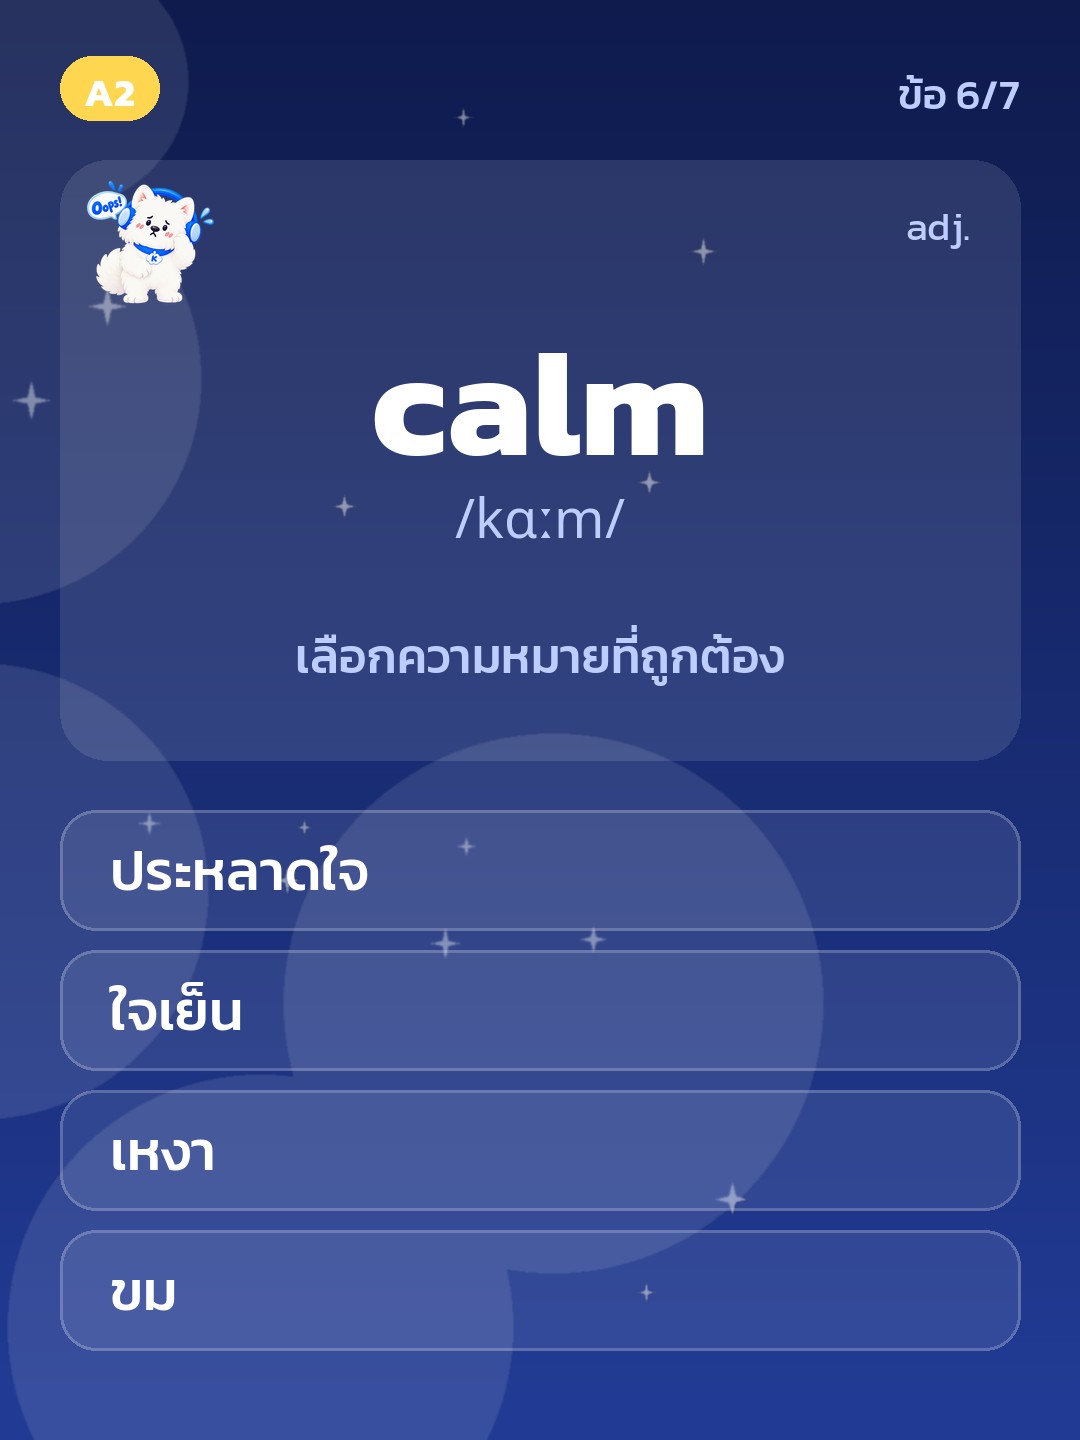 A2
ข้อ 6/7
Oops!
adj.
K
calm
/kɑːm/
เลือกความหมายที่ถูกต้อง
ประหลาดใจ
ใจเย็น
เหงา
ขม